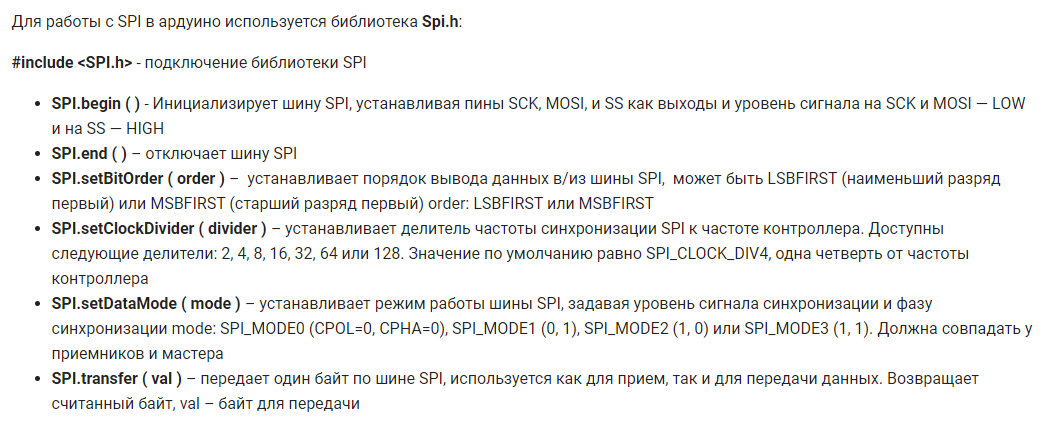 Для работы с SPI в ардуино используется библиотека Spi.h:
#include <SPI.h> - подключение библиотеки SPI
• SPI.begin ( ) - Инициализирует шину SPI, устанавливая пины SCK, MOSI, и SS как выходы и уровень сигнала на SCK и MOSI — LOW
и на SS — HIGH
• SPI.end ( ) – отключает шину SPI
• SPI.setBitOrder ( order ) – устанавливает порядок вывода данных в/из шины SPI, может быть LSBFIRST (наименьший разряд
первый) или MSBFIRST (старший разряд первый) order: LSBFIRST или MSBFIRST
• SPI.setClockDivider ( divider ) – устанавливает делитель частоты синхронизации SPI к частоте контроллера. Доступны
следующие делители: 2, 4, 8, 16, 32, 64 или 128. Значение по умолчанию равно SPI_CLOCK_DIV4, одна четверть от частоты
контроллера
• SPI.setDataMode ( mode ) – устанавливает режим работы шины SPI, задавая уровень сигнала синхронизации и фазу
синхронизации mode: SPI_MODE0 (CPOL=0, CPHA=0), SPI_MODE1 (0, 1), SPI_MODE2 (1, 0) или SPI_MODE3 (1, 1). Должна совпадать у
приемников и мастера
• SPI.transfer ( val ) – передает один байт по шине SPI, используется как для прием, так и для передачи данных. Возвращает
считанный байт, val – байт для передачи